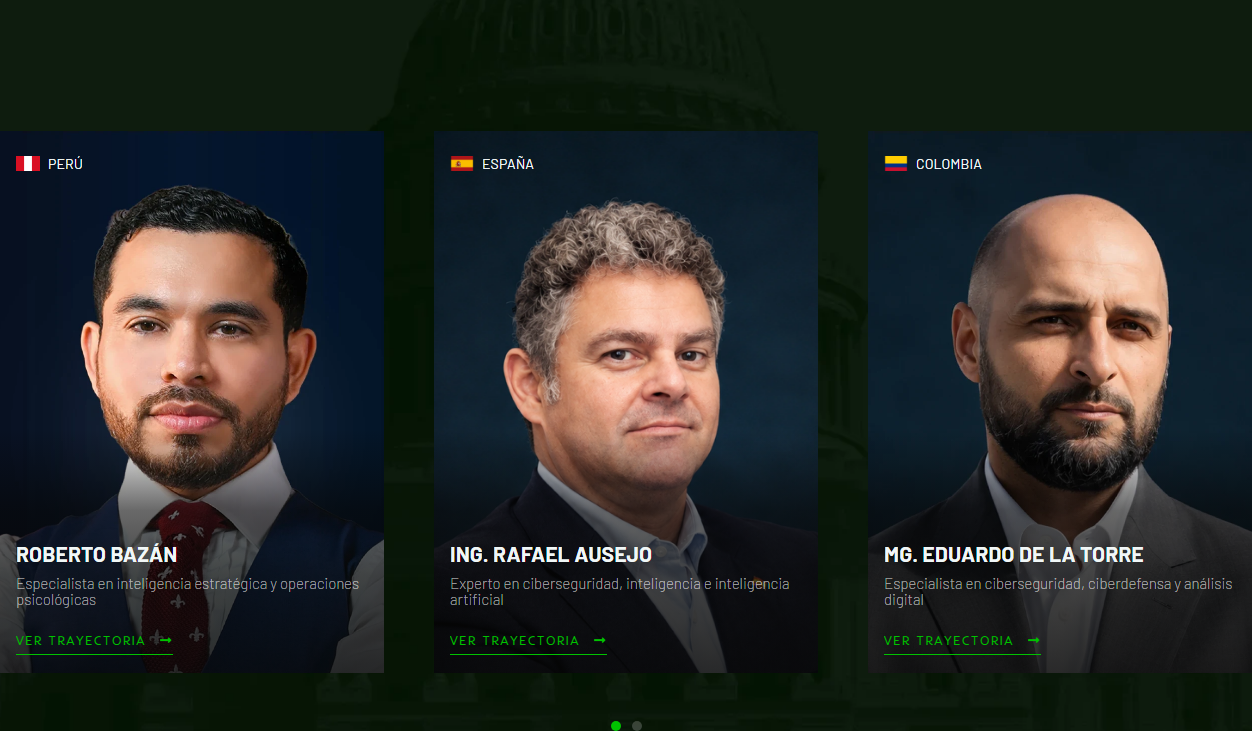 PERÚ
ROBERTO BAZÁN
Especialista en inteligencia estratégica y operaciones
psicológicas
VER TRAYECTORIA →
ESPAÑA
ING. RAFAEL AUSEJO
Experto en ciberseguridad, inteligencia e inteligencia
artificial
VER TRAYECTORIA →
COLOMBIA
MG. EDUARDO DE LA TORRE
Especialista en ciberseguridad, ciberdefensa y análisis
digital
VER TRAYECTORIA →